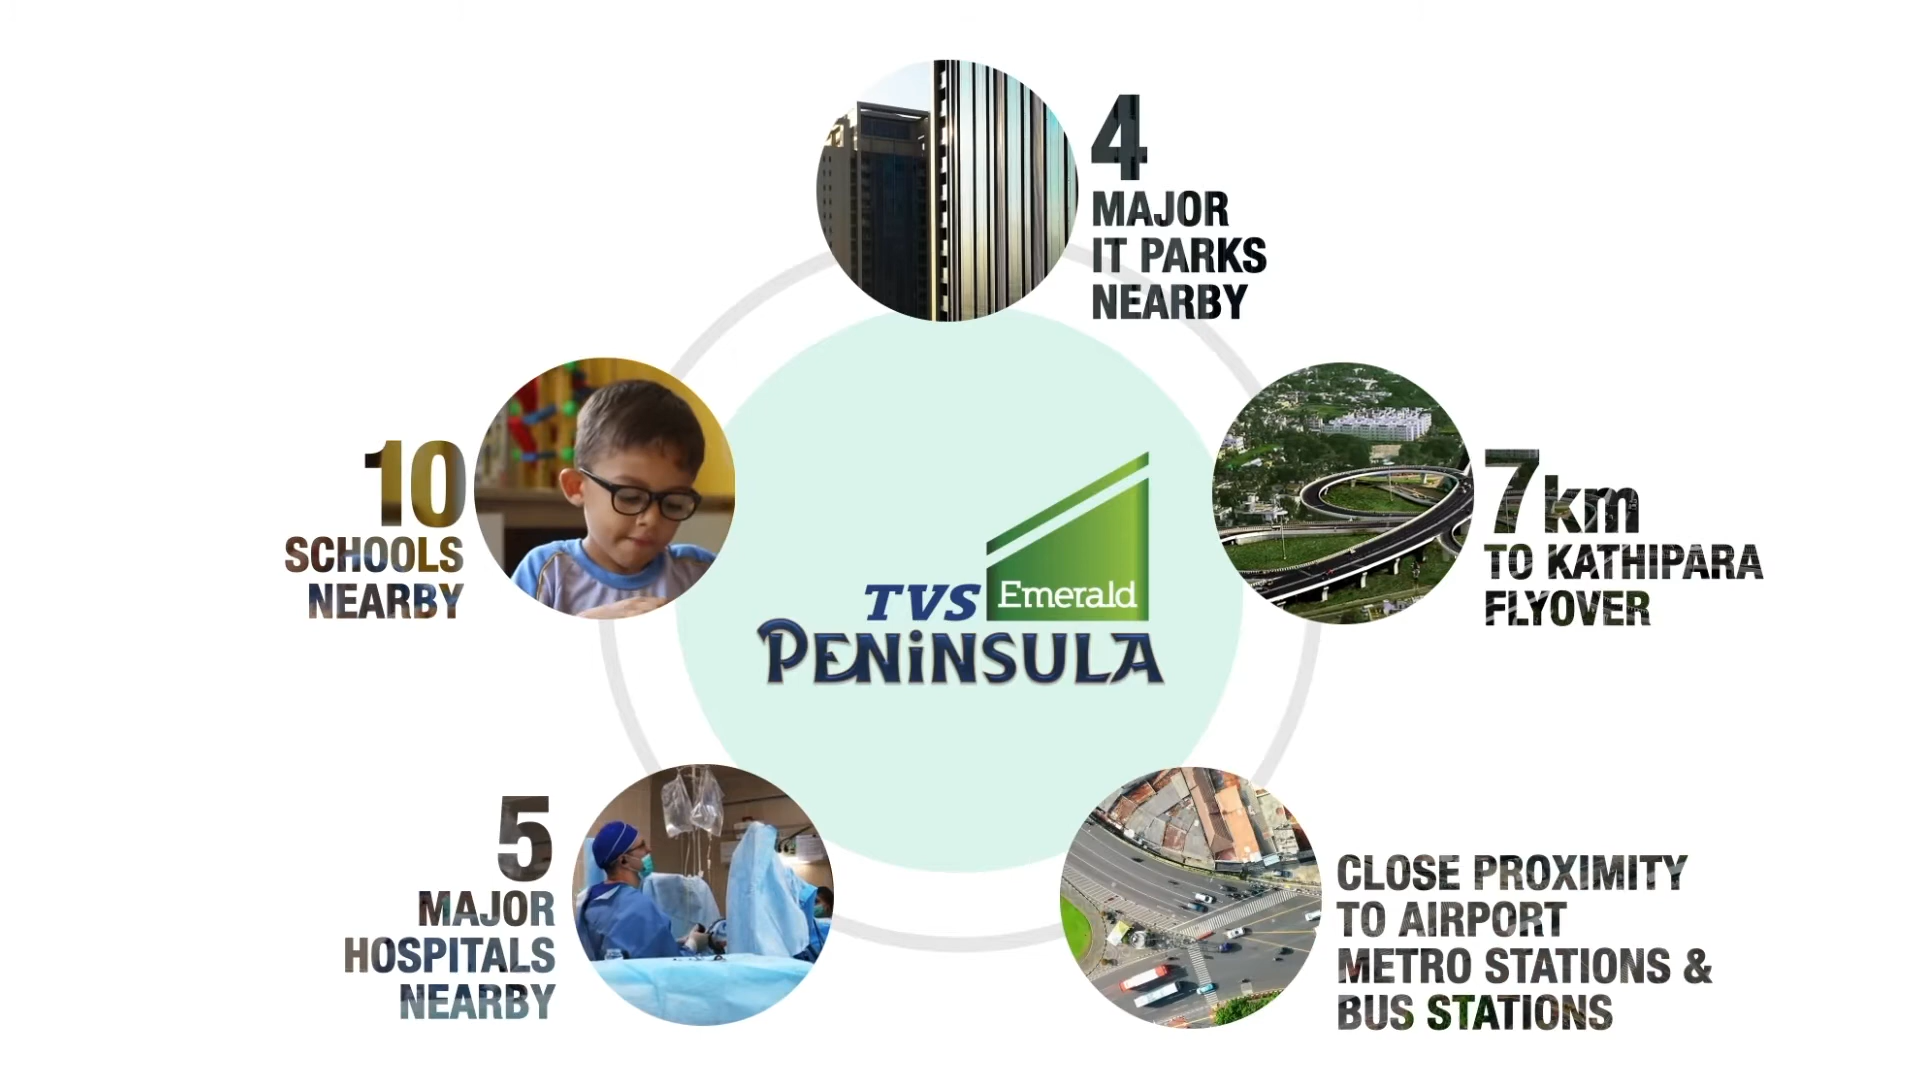 4
MAJOR
IT PARKS
NEARBY
10
SCHOOLS
NEARBY
7km
TO KATHIPARA
FLYOVER
TVS Emerald
PENiNSULA
5
MAJOR
HOSPITALS
NEARBY
CLOSE PROXIMITY
TO AIRPORT
METRO STATIONS &
BUS STATIONS